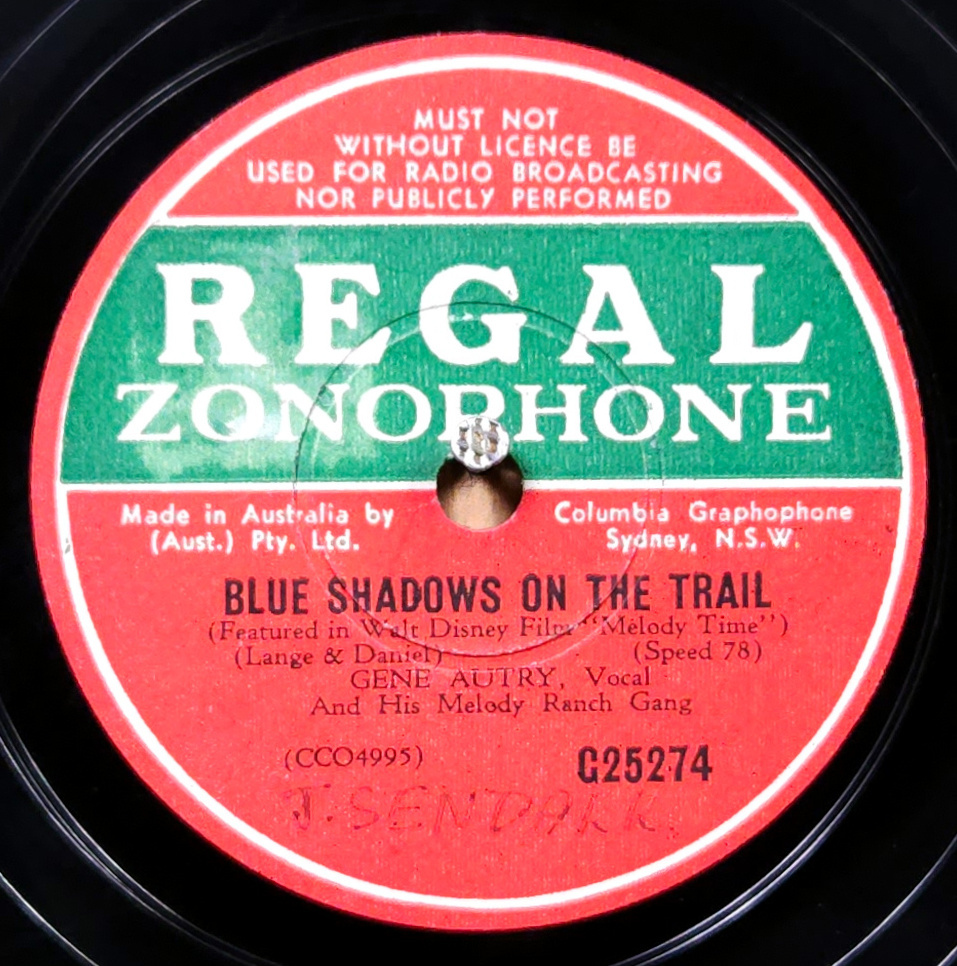 MUST NOT
WITHOUT LICENCE BE
USED FOR RADIO BROADCASTING
NOR PUBLICLY PERFORMED
REGAL
ZONOPHONE
Made in Australia by Columbia Graphophone
(Aust.) Pty. Ltd. Sydney, N.S.W.
BLUE SHADOWS ON THE TRAIL
(Featured in Walt Disney Film "Melody Time")
(Lange & Daniel) (Speed 78)
GENE AUTRY, Vocal
And His Melody Ranch Gang
(CCO4995) G25274